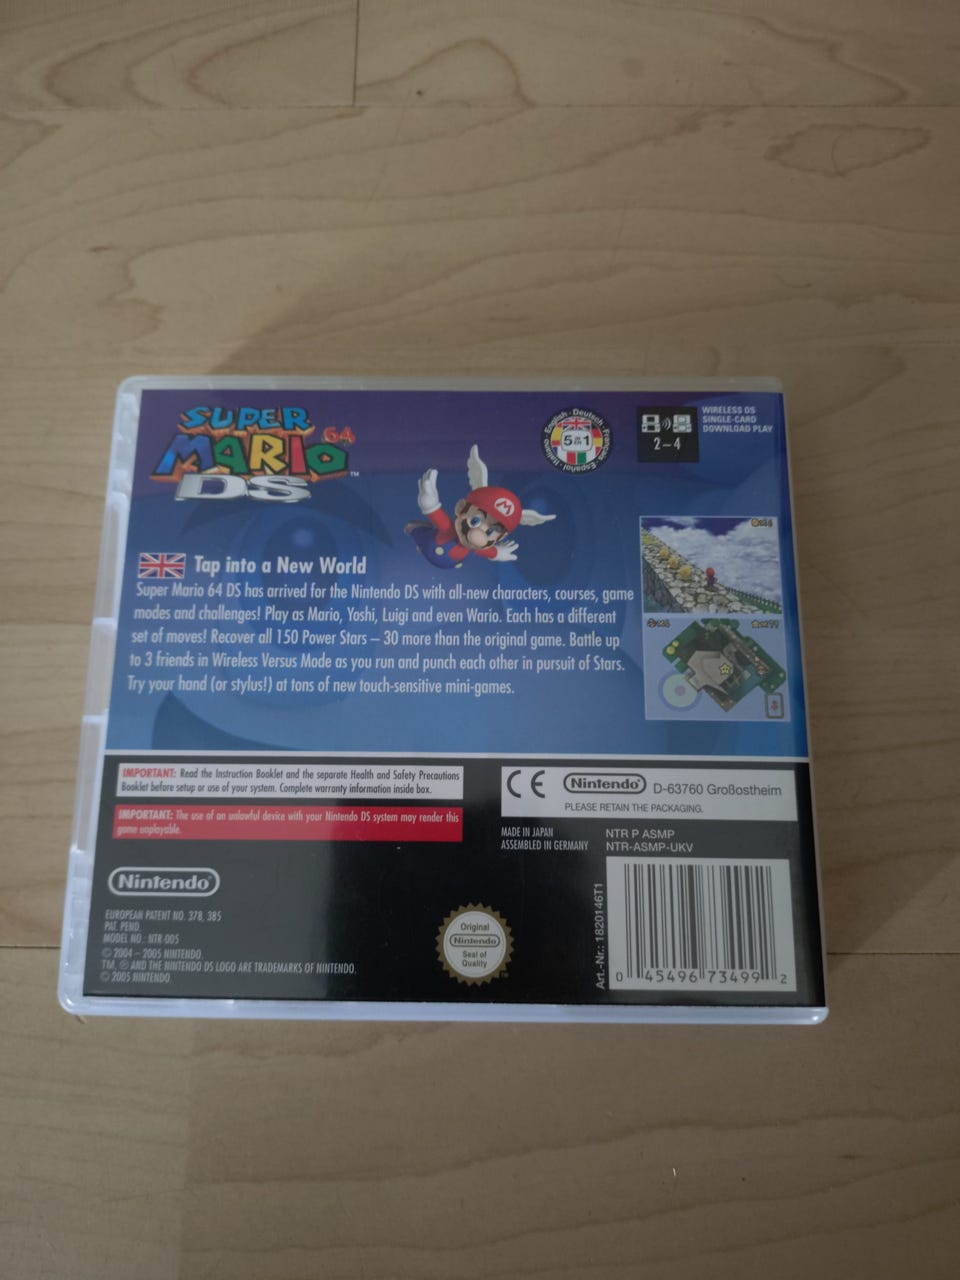 SUPER
MARIO 64
DS
™
English · Deutsch · Français · Español · Italiano
5 IN 1
2–4
WIRELESS DS
SINGLE-CARD
DOWNLOAD PLAY
Tap into a New World
Super Mario 64 DS has arrived for the Nintendo DS with all-new characters, courses, game
modes and challenges! Play as Mario, Yoshi, Luigi and even Wario. Each has a different
set of moves! Recover all 150 Power Stars – 30 more than the original game. Battle up
to 3 friends in Wireless Versus Mode as you run and punch each other in pursuit of Stars.
Try your hand (or stylus!) at tons of new touch-sensitive mini-games.
IMPORTANT: Read the Instruction Booklet and the separate Health and Safety Precautions
Booklet before setup or use of your system. Complete warranty information inside box.
IMPORTANT: The use of an unlawful device with your Nintendo DS system may render this
game unplayable.
CE Nintendo® D-63760 Großostheim
PLEASE RETAIN THE PACKAGING.
MADE IN JAPAN
ASSEMBLED IN GERMANY
NTR P ASMP
NTR-ASMP-UKV
Nintendo®
EUROPEAN PATENT NO. 378, 385
PAT. PEND.
MODEL NO.: NTR-005
© 2004 – 2005 NINTENDO.
TM, ® AND THE NINTENDO DS LOGO ARE TRADEMARKS OF NINTENDO.
© 2005 NINTENDO.
Original
Nintendo
Seal of
Quality
TM
Art.-Nr.: 1820146T1
0 45496 73499 2